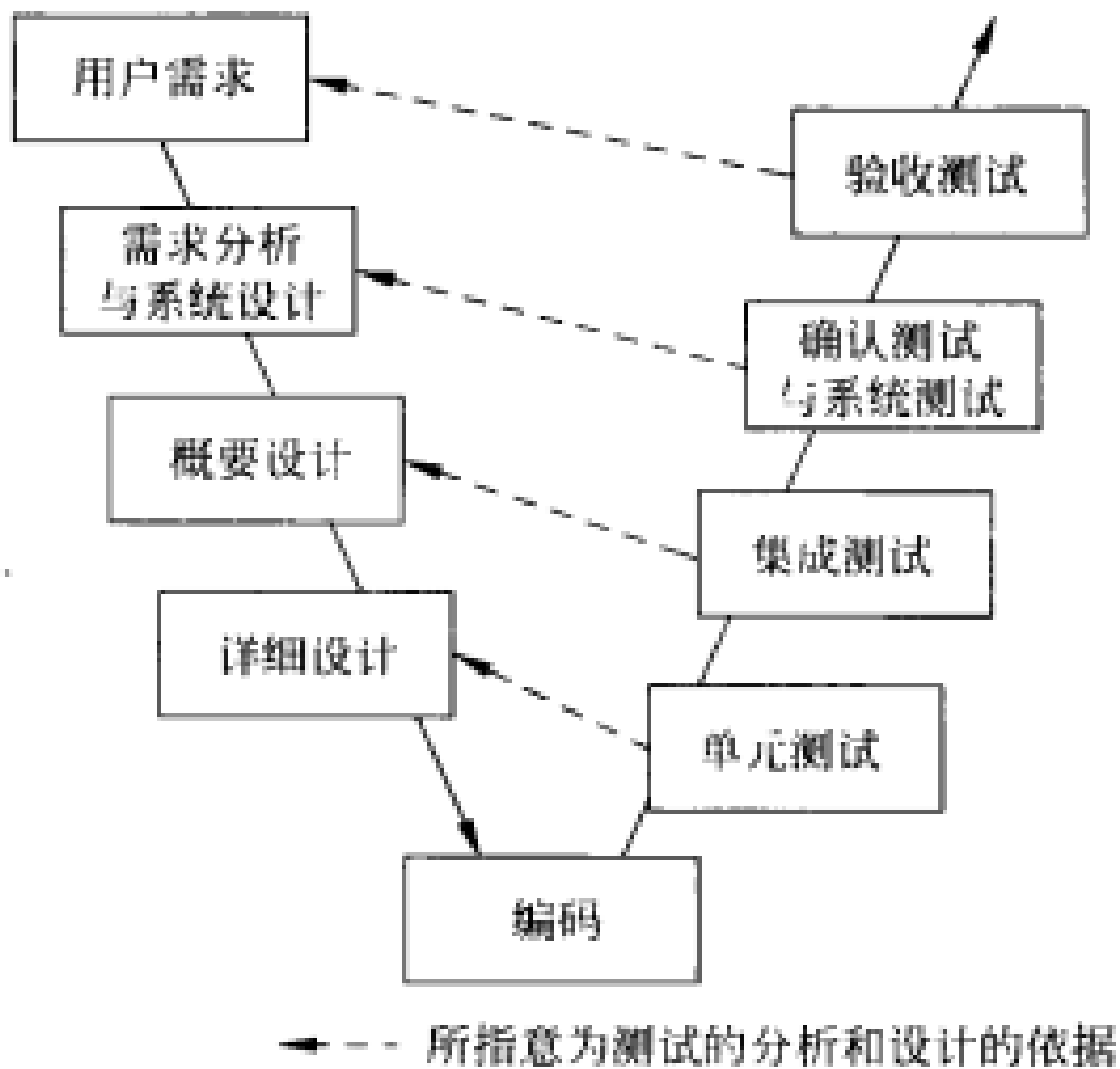 用户需求
验收测试
需求分析
与系统设计
确认测试
与系统测试
概要设计
集成测试
详细设计
单元测试
编码
所指意为测试的分析和设计的依据